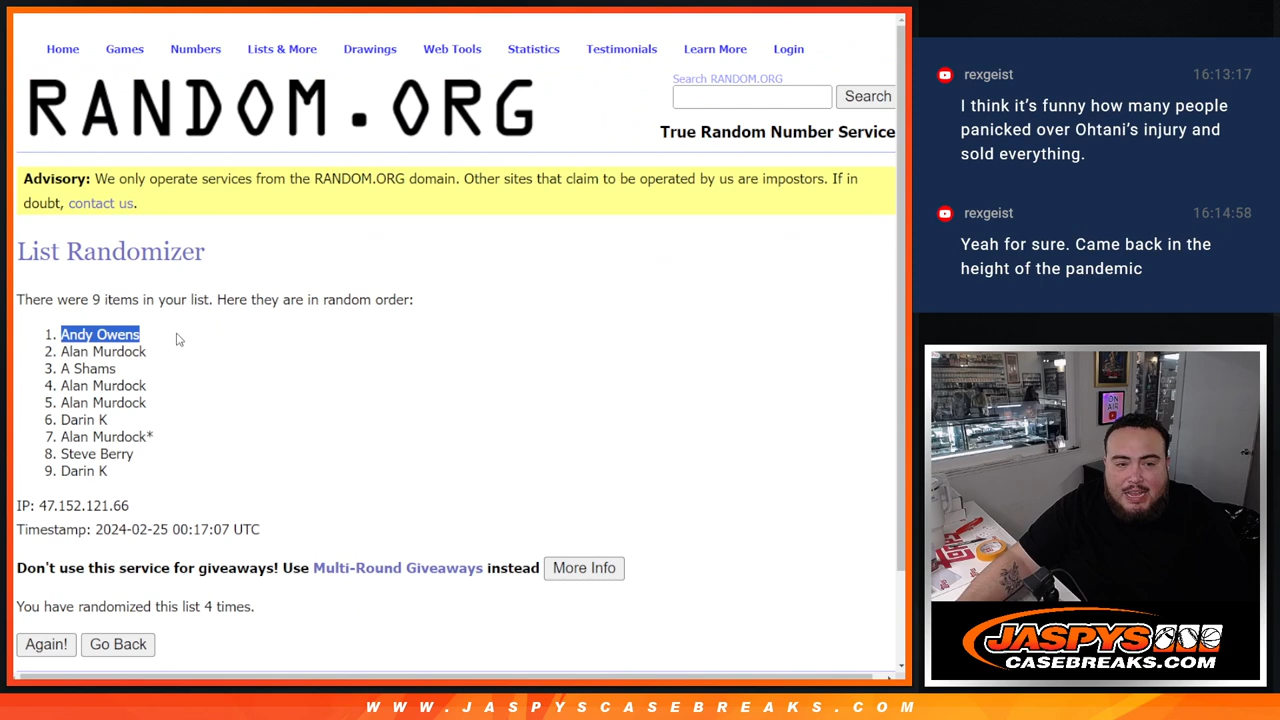 Home Games Numbers Lists & More Drawings Web Tools Statistics Testimonials Learn More Login
RANDOM.ORG
Search RANDOM.ORG
Search
True Random Number Service
Advisory: We only operate services from the RANDOM.ORG domain. Other sites that claim to be operated by us are impostors. If in
doubt, contact us.
List Randomizer
There were 9 items in your list. Here they are in random order:
1. Andy Owens
2. Alan Murdock
3. A Shams
4. Alan Murdock
5. Alan Murdock
6. Darin K
7. Alan Murdock*
8. Steve Berry
9. Darin K
IP: 47.152.121.66
Timestamp: 2024-02-25 00:17:07 UTC
Don't use this service for giveaways! Use Multi-Round Giveaways instead More Info
You have randomized this list 4 times.
Again! Go Back
rexgeist 16:13:17
I think it's funny how many people
panicked over Ohtani's injury and
sold everything.
rexgeist 16:14:58
Yeah for sure. Came back in the
height of the pandemic
ON
AIR
JASPYS
CASEBREAKS.COM
WWW.JASPYSCASEBREAKS.COM